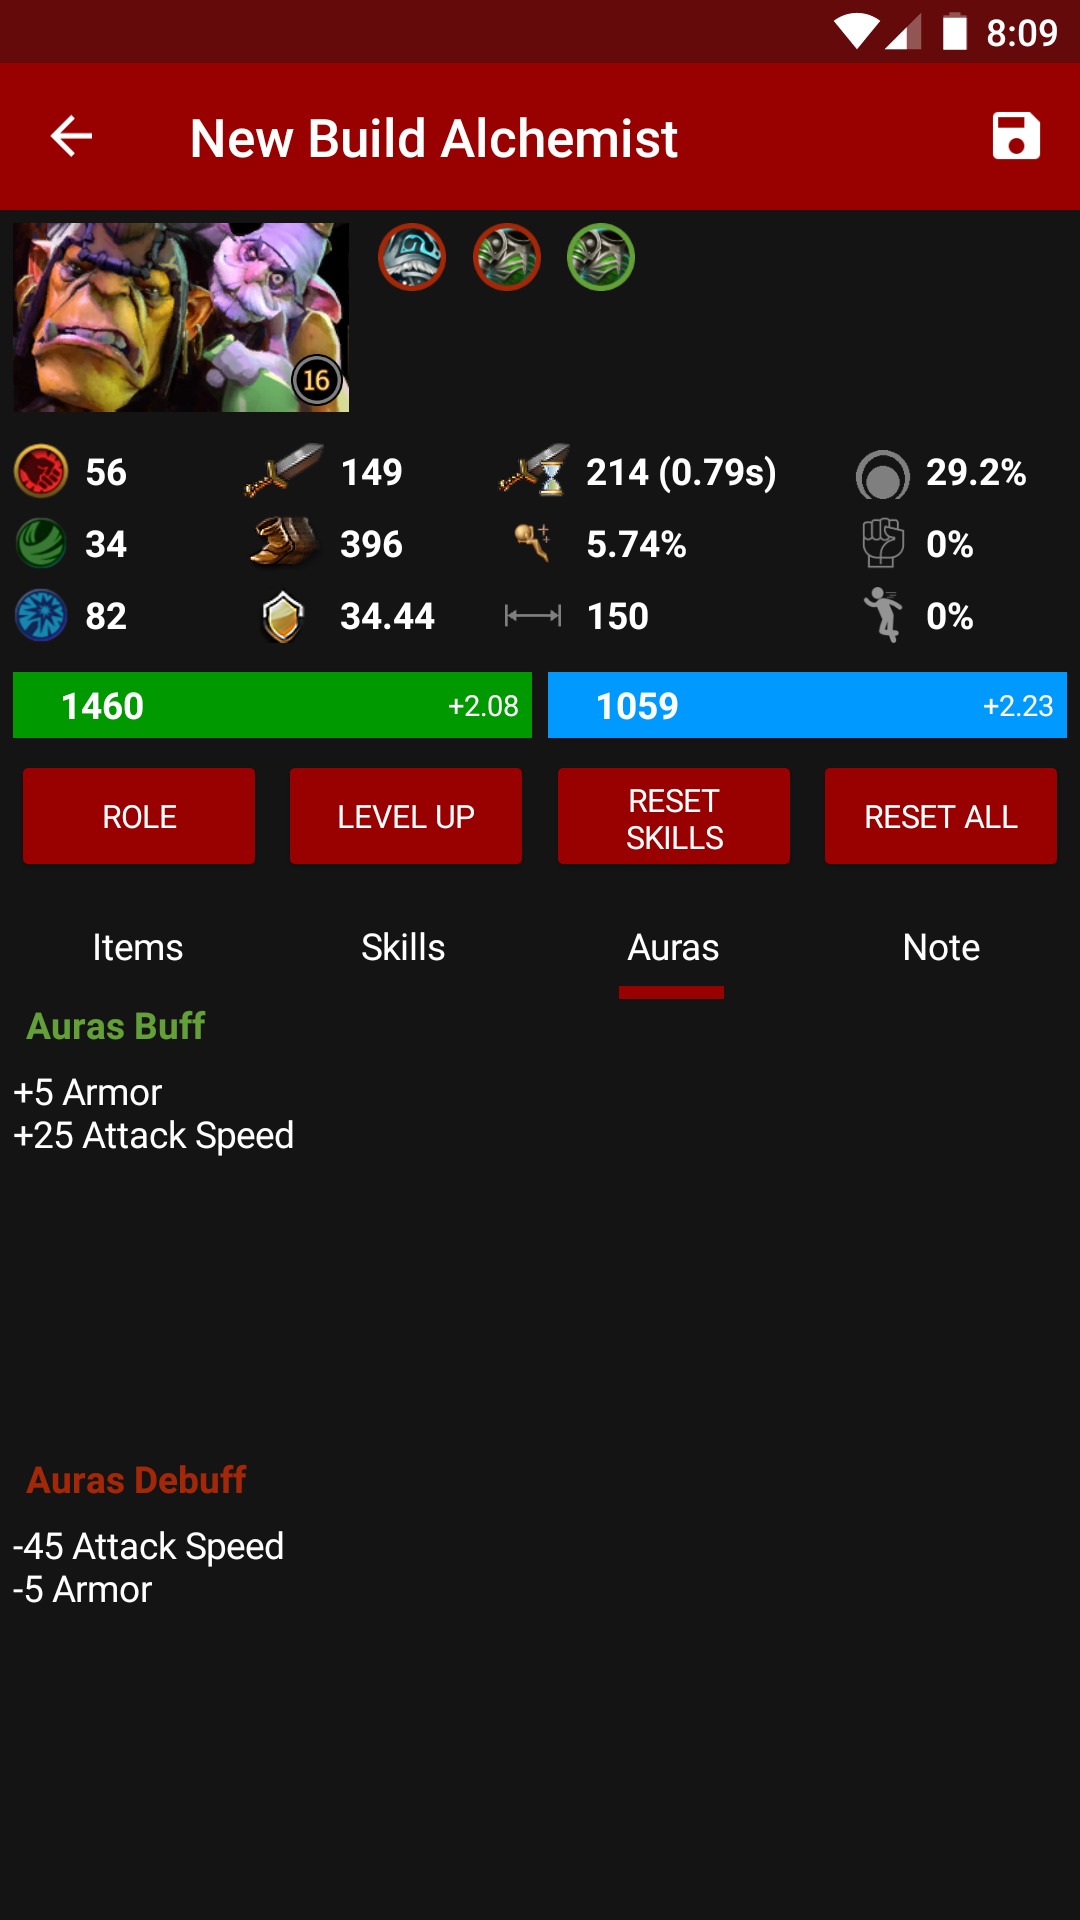 8:09
New Build Alchemist
16
56 149 214 (0.79s) 29.2%
34 396 5.74% 0%
82 34.44 150 0%
1460 +2.08 1059 +2.23
ROLE LEVEL UP RESET SKILLS RESET ALL
Items Skills Auras Note
Auras Buff
+5 Armor
+25 Attack Speed
Auras Debuff
-45 Attack Speed
-5 Armor